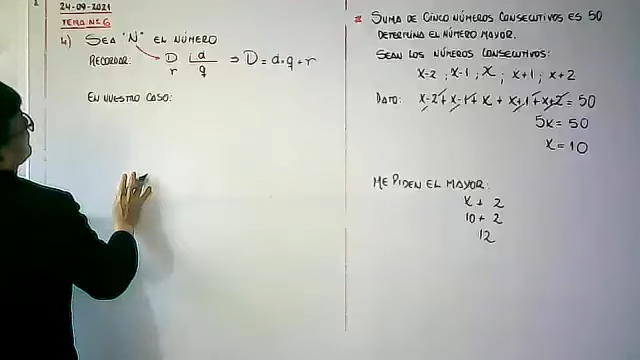 24-09-2021
TEMA Nº 6
4) SEA "N" EL NÚMERO
RECORDAR: D d ⇒ D = d·q + r
r q
EN NUESTRO CASO:
SUMA DE CINCO NÚMEROS CONSECUTIVOS ES 50
DETERMINA EL NÚMERO MAYOR.
SEAN LOS NÚMEROS CONSECUTIVOS:
x-2 ; x-1 ; x ; x+1 ; x+2
DATO: x-2 + x-1 + x + x+1 + x+2 = 50
5x = 50
x = 10
ME PIDEN EL MAYOR:
x + 2
10 + 2
12